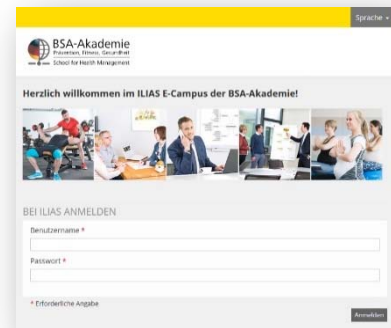 Sprache
BSA-Akademie
Prävention, Fitness, Gesundheit
School for Health Management
Herzlich willkommen im ILIAS E-Campus der BSA-Akademie!
BEI ILIAS ANMELDEN
Benutzername *
Passwort *
* Erforderliche Angabe
Anmelden